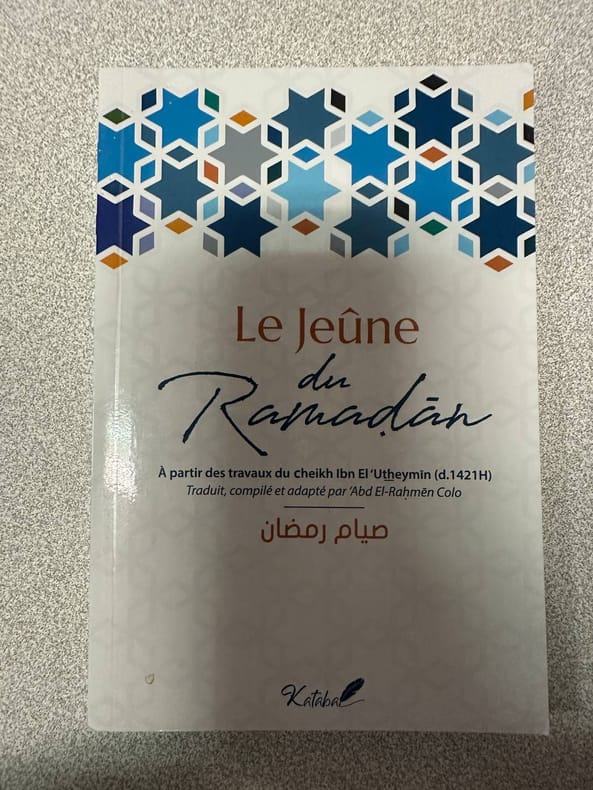 Le Jeûne
du
Ramaḍān
À partir des travaux du cheikh Ibn El ‘Utheymīn (d.1421H)
Traduit, compilé et adapté par ‘Abd El-Raḥmēn Colo
صيام رمضان
Kataba